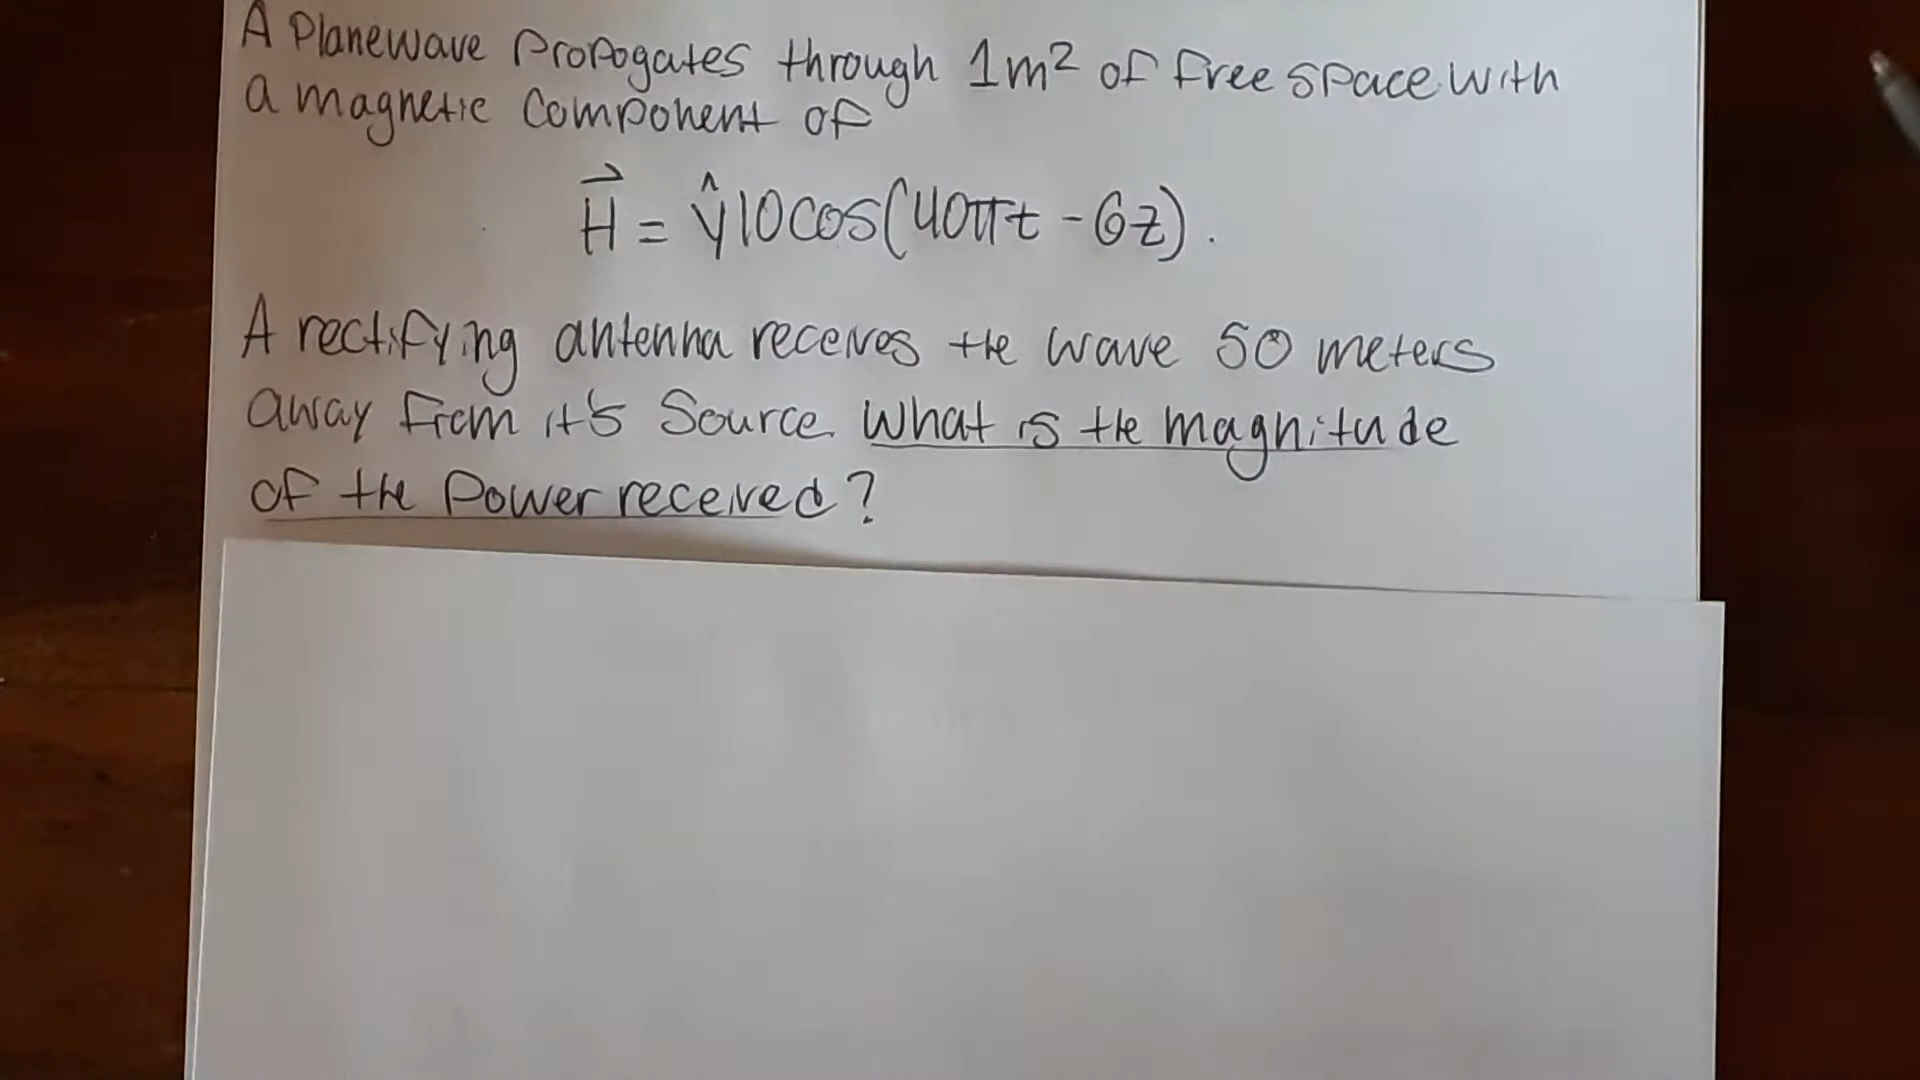 A Planewave Propogates through 1m² of free space with
a magnetic component of
H⃗ = ŷ10cos(40πt - 6z).
A rectifying antenna receives the wave 50 meters
away from it's source. What is the magnitude
of the Power received?